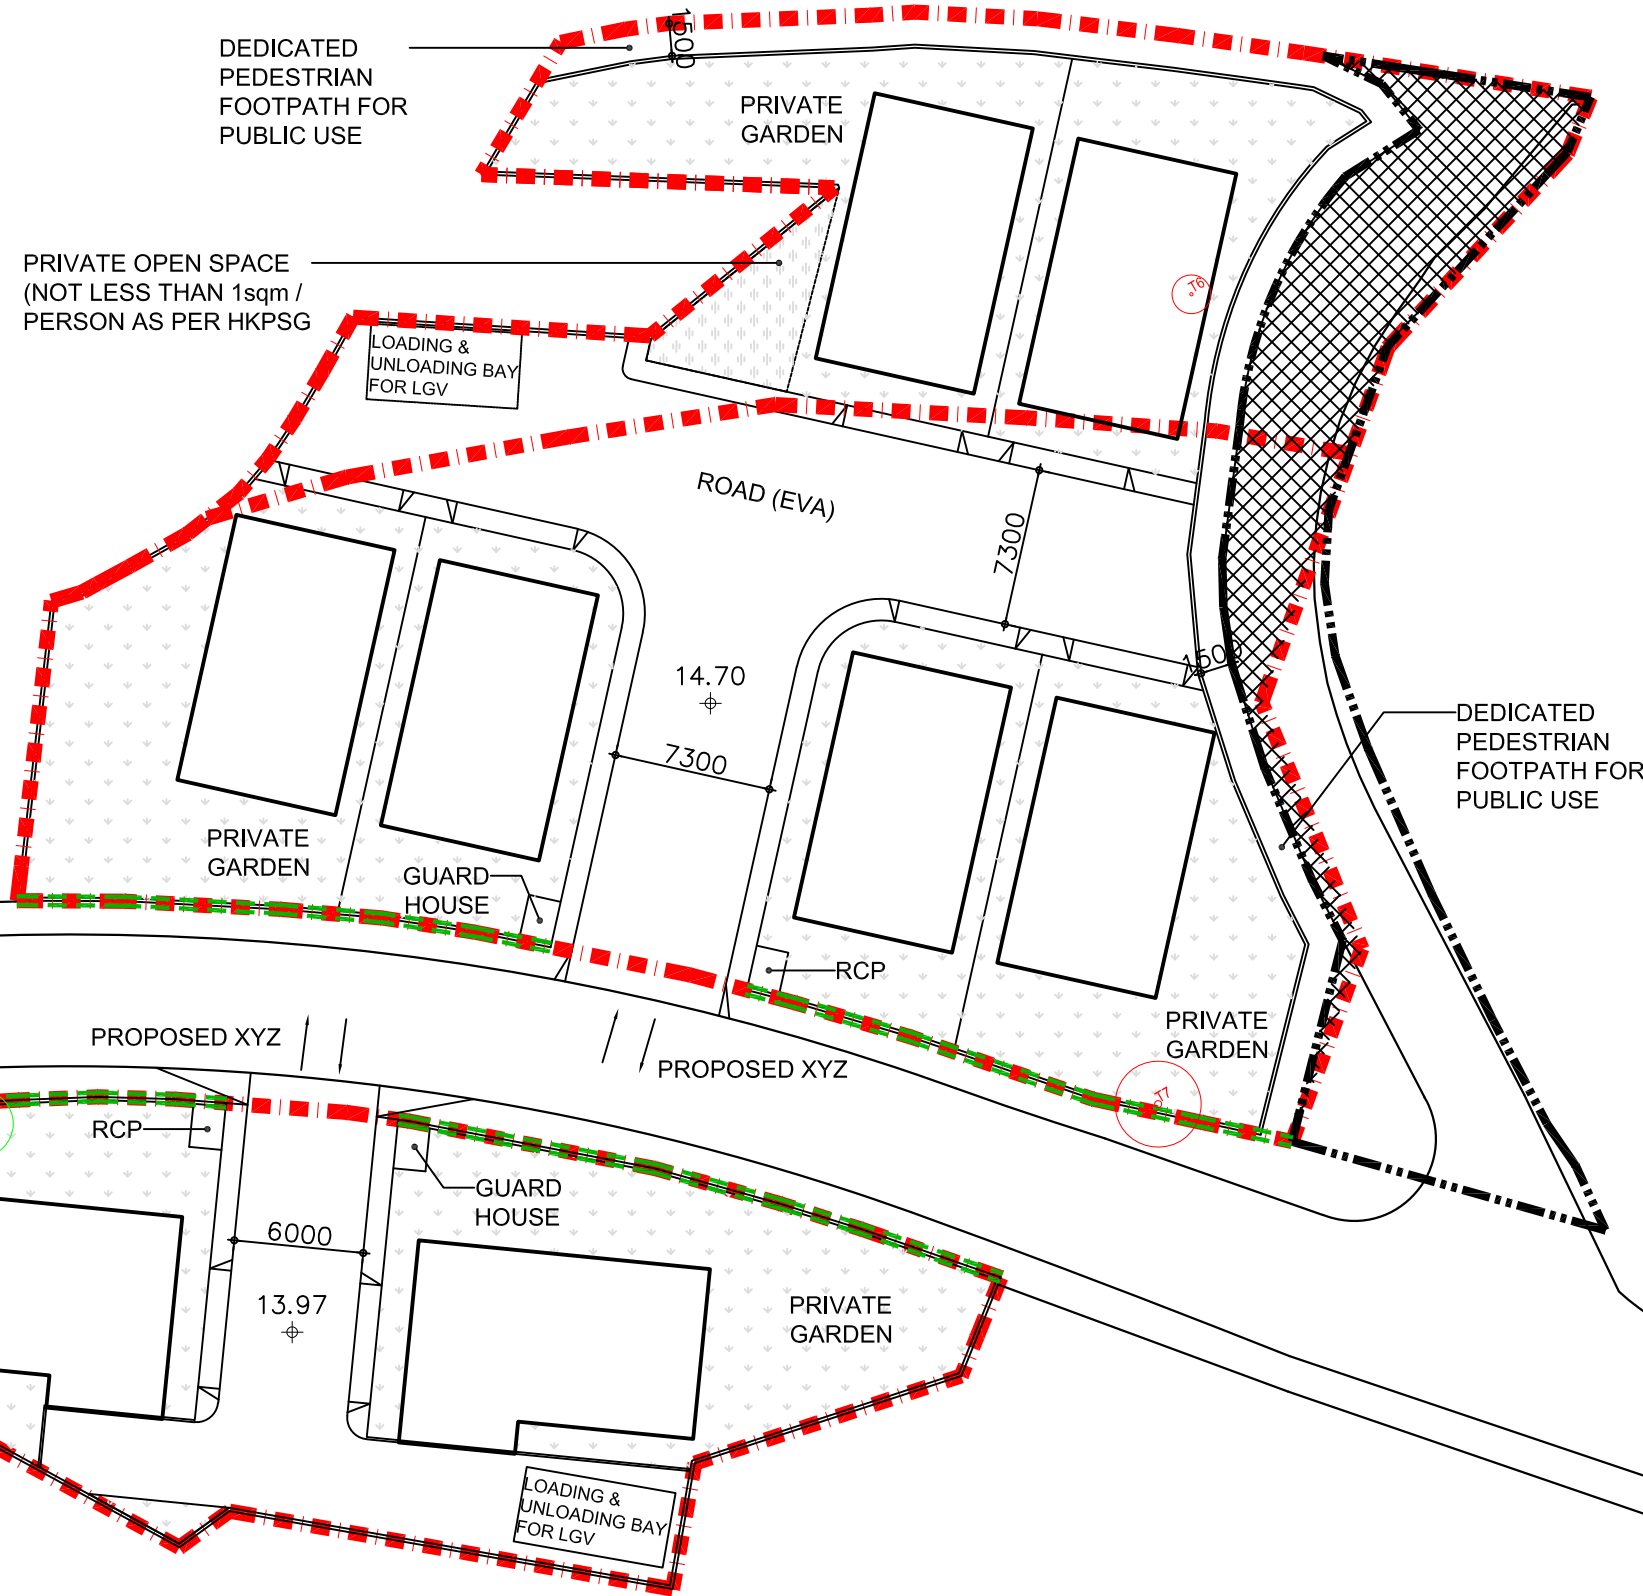 1500
DEDICATED
PEDESTRIAN
FOOTPATH FOR
PUBLIC USE
PRIVATE
GARDEN
PRIVATE OPEN SPACE
(NOT LESS THAN 1sqm /
PERSON AS PER HKPSG
T6
LOADING &
UNLOADING BAY
FOR LGV
ROAD (EVA)
7300
1500
14.70
7300
DEDICATED
PEDESTRIAN
FOOTPATH FOR
PUBLIC USE
PRIVATE
GARDEN
GUARD
HOUSE
RCP
PRIVATE
GARDEN
PROPOSED XYZ
PROPOSED XYZ
T7
RCP
GUARD
HOUSE
6000
13.97
PRIVATE
GARDEN
LOADING &
UNLOADING BAY
FOR LGV